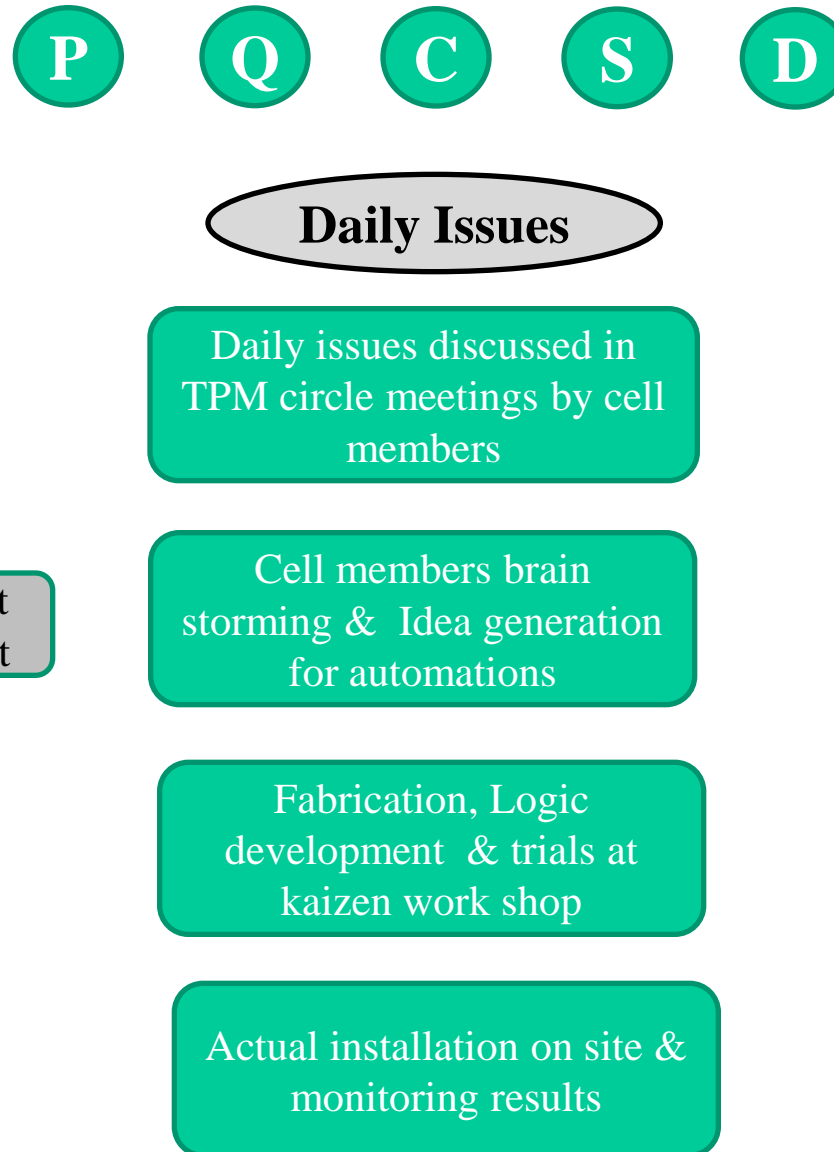 P Q C S D
Daily Issues
Daily issues discussed in
TPM circle meetings by cell
members
Cell members brain
storming & Idea generation
for automations
t
t
Fabrication, Logic
development & trials at
kaizen work shop
Actual installation on site &
monitoring results